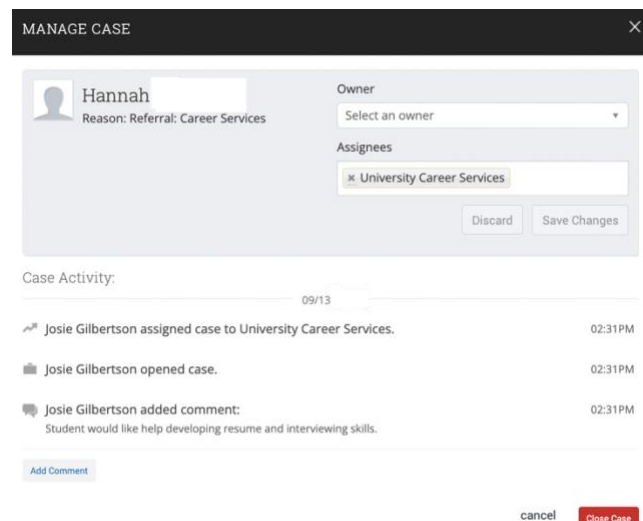 MANAGE CASE
Hannah
Reason: Referral: Career Services
Owner
Select an owner
Assignees
× University Career Services
Discard
Save Changes
Case Activity:
09/13
Josie Gilbertson assigned case to University Career Services.
02:31PM
Josie Gilbertson opened case.
02:31PM
Josie Gilbertson added comment:
02:31PM
Student would like help developing resume and interviewing skills.
Add Comment
cancel
Close Case